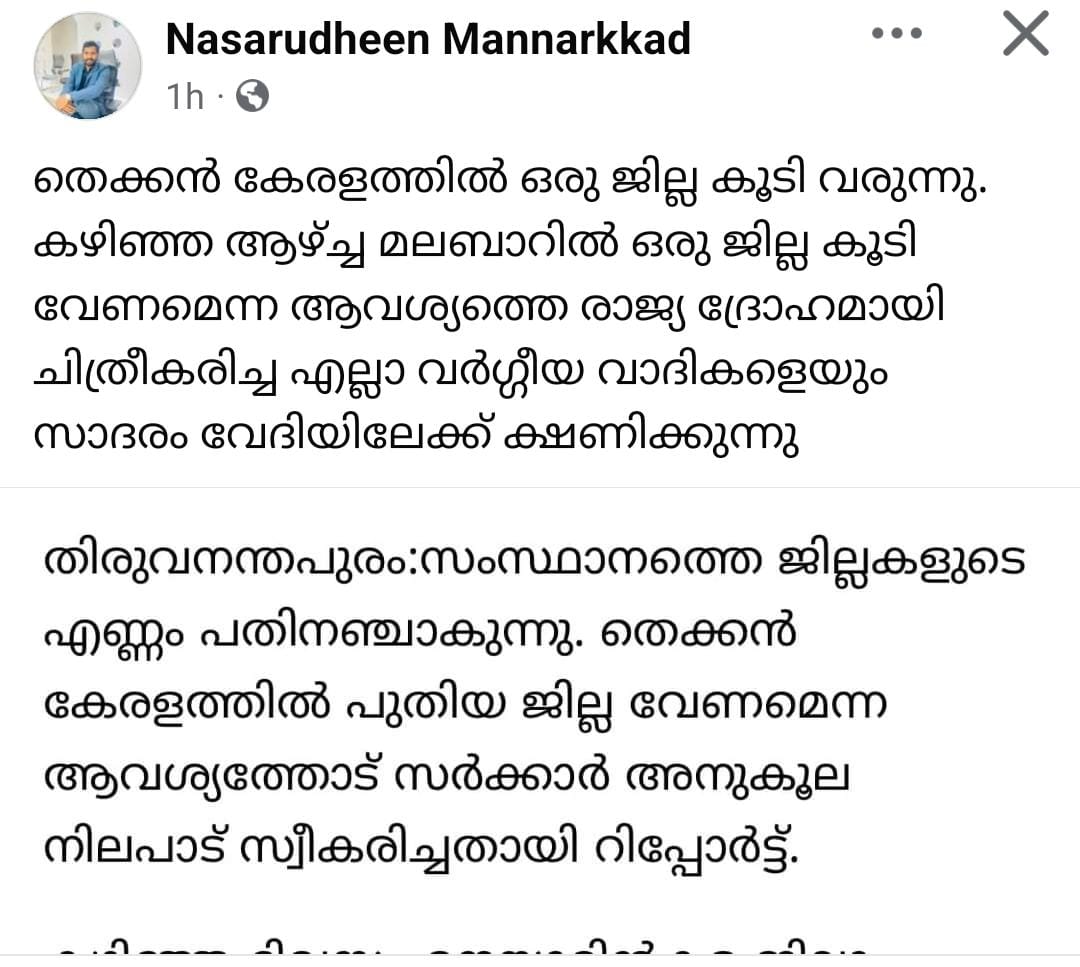 Nasarudheen Mannarkkad
1h ·
തെക്കൻ കേരളത്തിൽ ഒരു ജില്ല കൂടി വരുന്നു.
കഴിഞ്ഞ ആഴ്ച്ച മലബാറിൽ ഒരു ജില്ല കൂടി
വേണമെന്ന ആവശ്യത്തെ രാജ്യ ദ്രോഹമായി
ചിത്രീകരിച്ച എല്ലാ വർഗ്ഗീയ വാദികളെയും
സാദരം വേദിയിലേക്ക് ക്ഷണിക്കുന്നു
തിരുവനന്തപുരം:സംസ്ഥാനത്തെ ജില്ലകളുടെ
എണ്ണം പതിനഞ്ചാകുന്നു. തെക്കൻ
കേരളത്തിൽ പുതിയ ജില്ല വേണമെന്ന
ആവശ്യത്തോട് സർക്കാർ അനുകൂല
നിലപാട് സ്വീകരിച്ചതായി റിപ്പോർട്ട്.